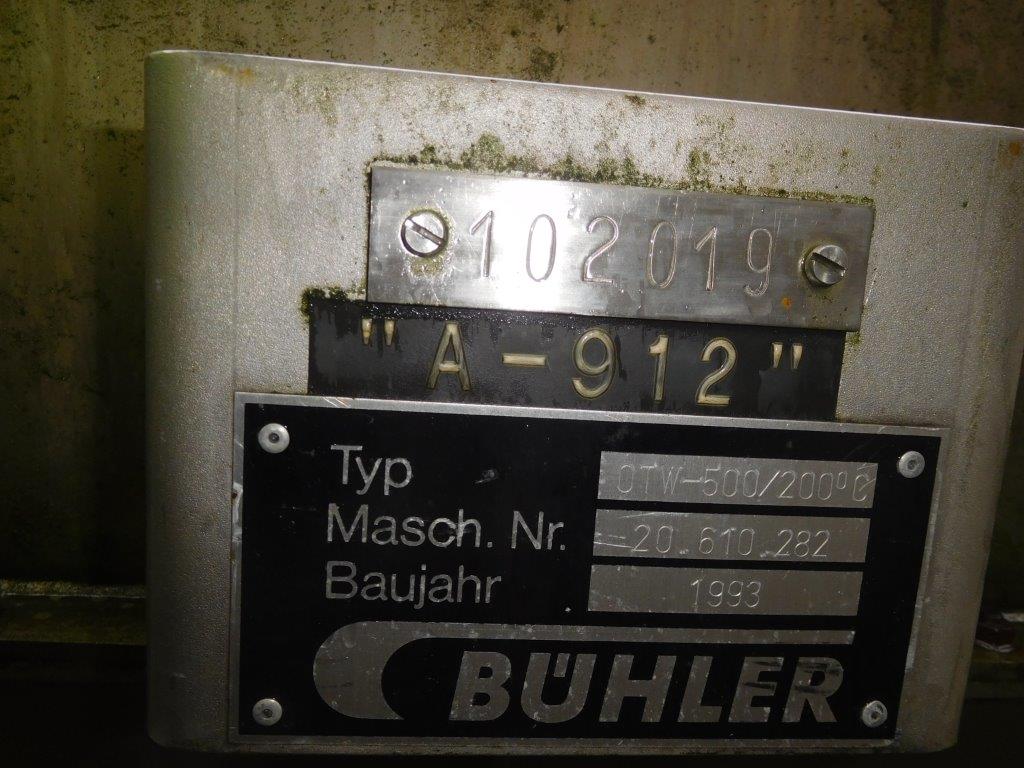 102019
"A-912"
Typ OTW-500/200°C
Masch. Nr. 20.610.282
Baujahr 1993
BÜHLER